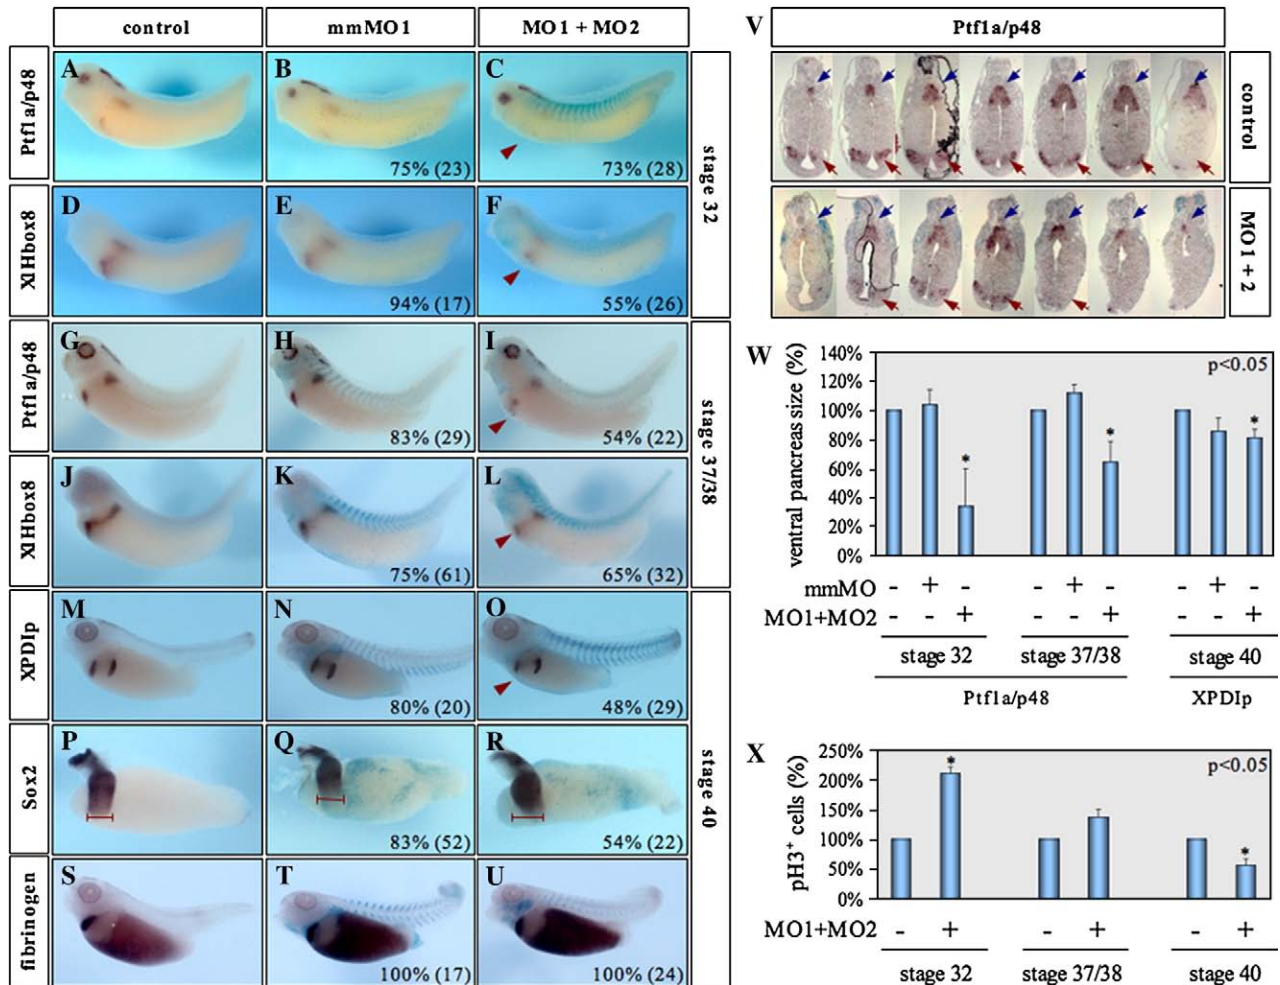 control mmMO1 MO1 + MO2
Ptf1a/p48
A B C
75% (23) 73% (28)
XlHbox8
D E F
94% (17) 55% (26)
stage 32
Ptf1a/p48
G H I
83% (29) 54% (22)
XlHbox8
J K L
75% (61) 65% (32)
stage 37/38
XPDIp
M N O
80% (20) 48% (29)
Sox2
P Q R
83% (52) 54% (22)
fibrinogen
S T U
100% (17) 100% (24)
stage 40
V Ptf1a/p48
control
MO1 + 2
W
ventral pancreas size (%)
140%
120%
100%
80%
60%
40%
20%
0%
p<0.05
* * *
mmMO - + - - + - - + -
MO1+MO2 - - + - - + - - +
stage 32 stage 37/38 stage 40
Ptf1a/p48 XPDIp
X
pH3+ cells (%)
250%
200%
150%
100%
50%
0%
p<0.05
* *
MO1+MO2 - + - + - +
stage 32 stage 37/38 stage 40